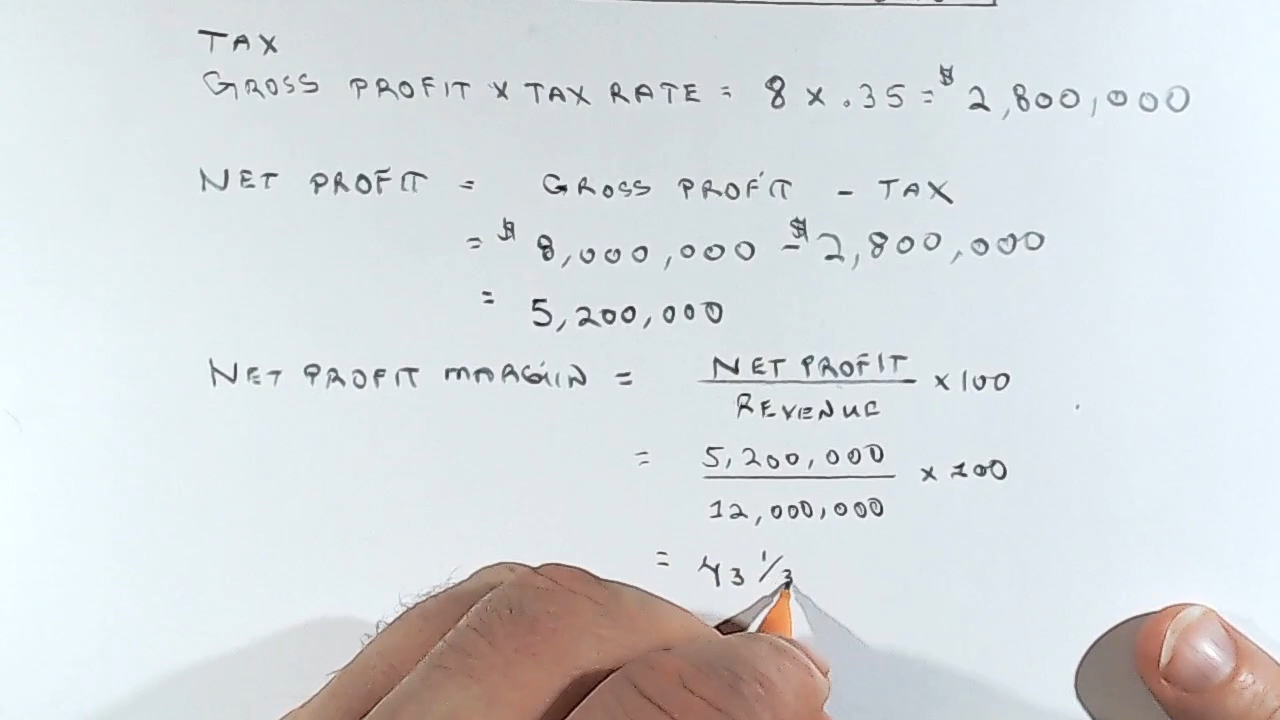 TAX
GROSS PROFIT X TAX RATE = 8 X .35 = $2,800,000
NET PROFIT = GROSS PROFIT - TAX
= $8,000,000 - $2,800,000
= 5,200,000
NET PROFIT MARGIN = NET PROFIT / REVENUE X 100
= 5,200,000 / 12,000,000 X 100
= 43 1/3